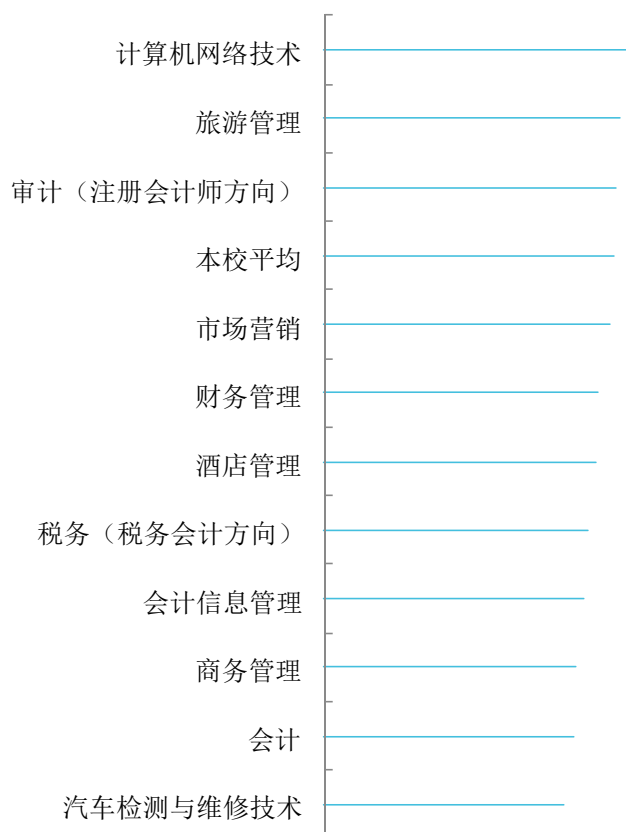 计算机网络技术
旅游管理
审计（注册会计师方向）
本校平均
市场营销
财务管理
酒店管理
税务（税务会计方向）
会计信息管理
商务管理
会计
汽车检测与维修技术